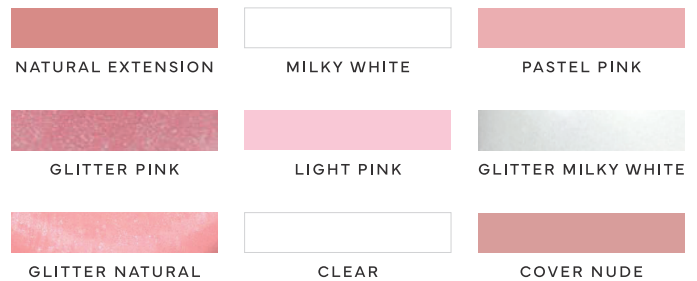 NATURAL EXTENSION
MILKY WHITE
PASTEL PINK
GLITTER PINK
LIGHT PINK
GLITTER MILKY WHITE
GLITTER NATURAL
CLEAR
COVER NUDE